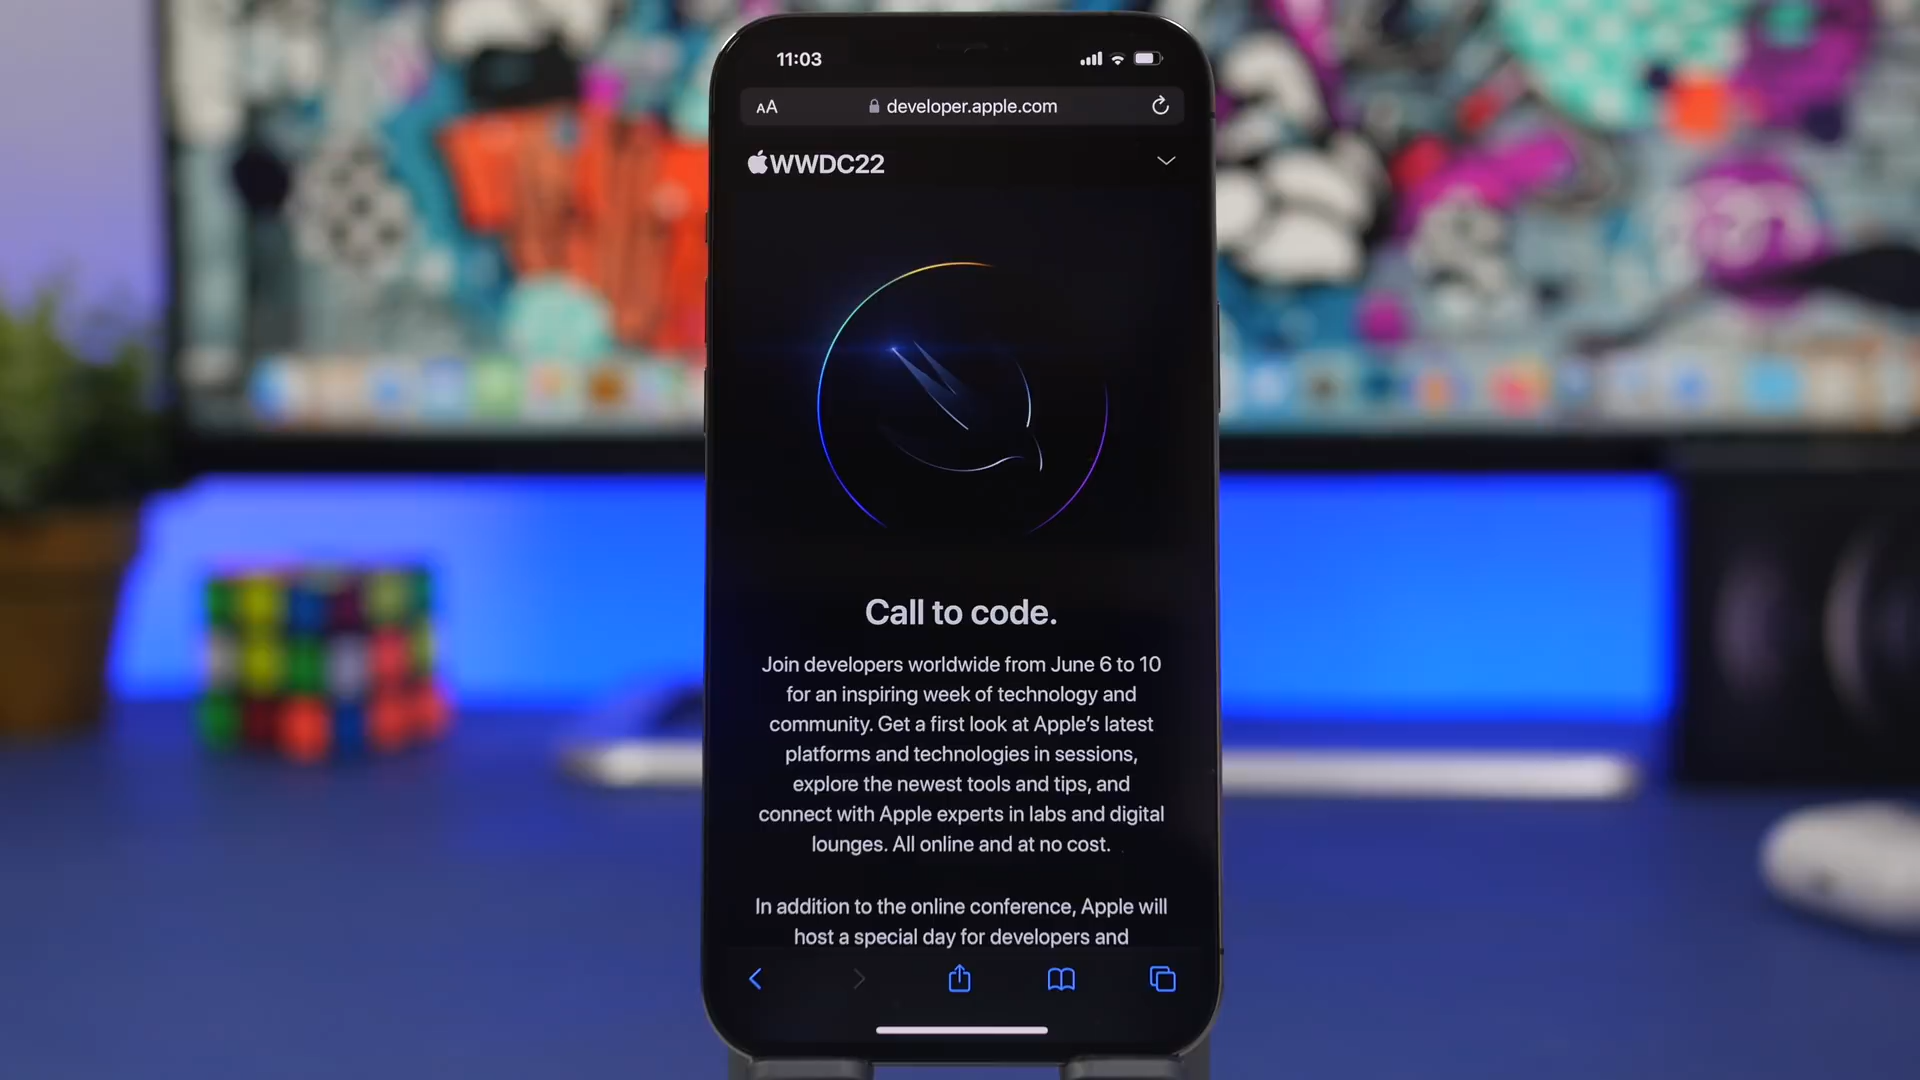 11:03
AA developer.apple.com
WWDC22
Call to code.
Join developers worldwide from June 6 to 10
for an inspiring week of technology and
community. Get a first look at Apple’s latest
platforms and technologies in sessions,
explore the newest tools and tips, and
connect with Apple experts in labs and digital
lounges. All online and at no cost.
In addition to the online conference, Apple will
host a special day for developers and